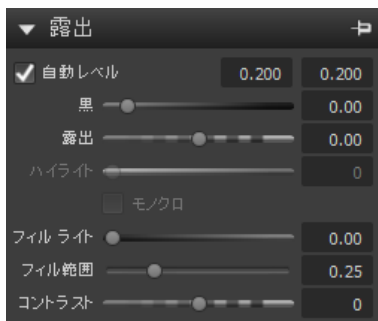 露出
自動レベル 0.200 0.200
黒 0.00
露出 0.00
ハイライト 0
モノクロ
フィル ライト 0.00
フィル範囲 0.25
コントラスト 0